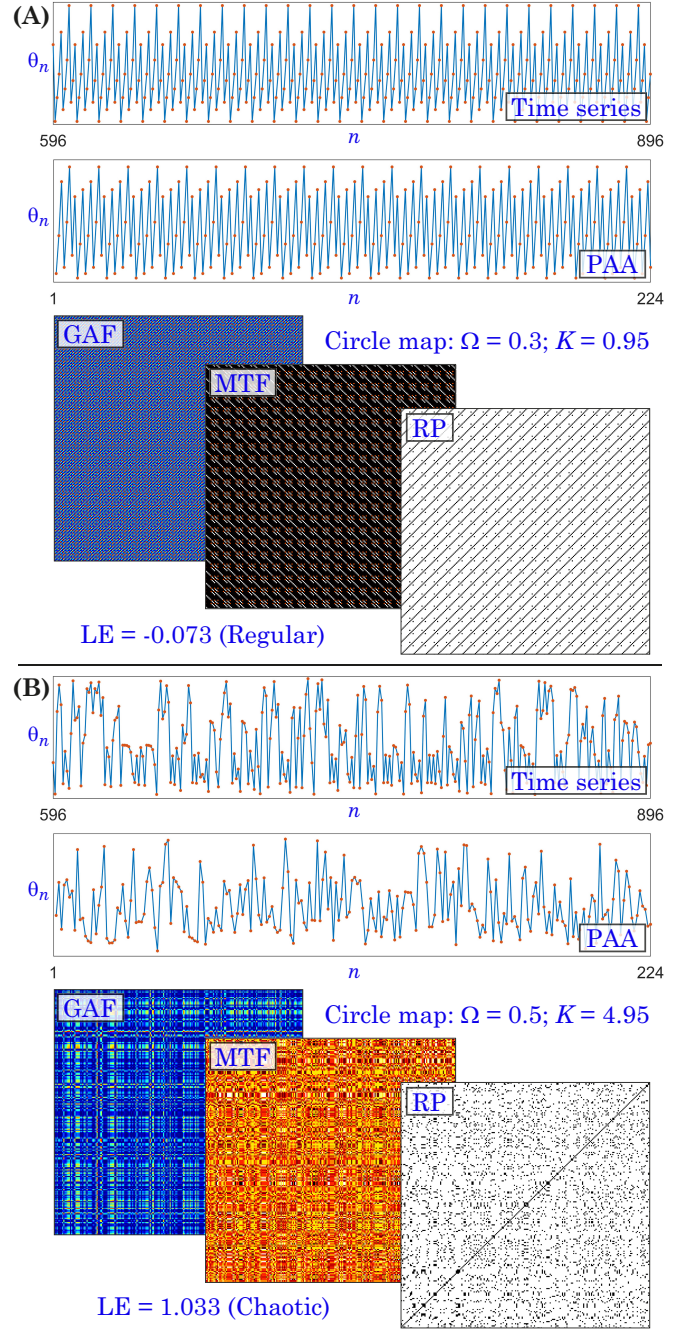 (A)
θn
Time series
596 n 896
θn
PAA
1 n 224
GAF
Circle map: Ω = 0.3; K = 0.95
MTF
RP
LE = -0.073 (Regular)
(B)
θn
Time series
596 n 896
θn
PAA
1 n 224
GAF
Circle map: Ω = 0.5; K = 4.95
MTF
RP
LE = 1.033 (Chaotic)